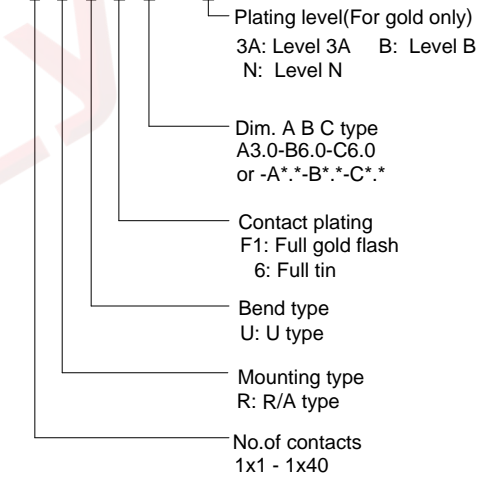 Plating level(For gold only)
3A: Level 3A B: Level B
N: Level N
Dim. A B C type
A3.0-B6.0-C6.0
or -A*.*-B*.*-C*.*
Contact plating
F1: Full gold flash
6: Full tin
Bend type
U: U type
Mounting type
R: R/A type
No.of contacts
1x1 - 1x40